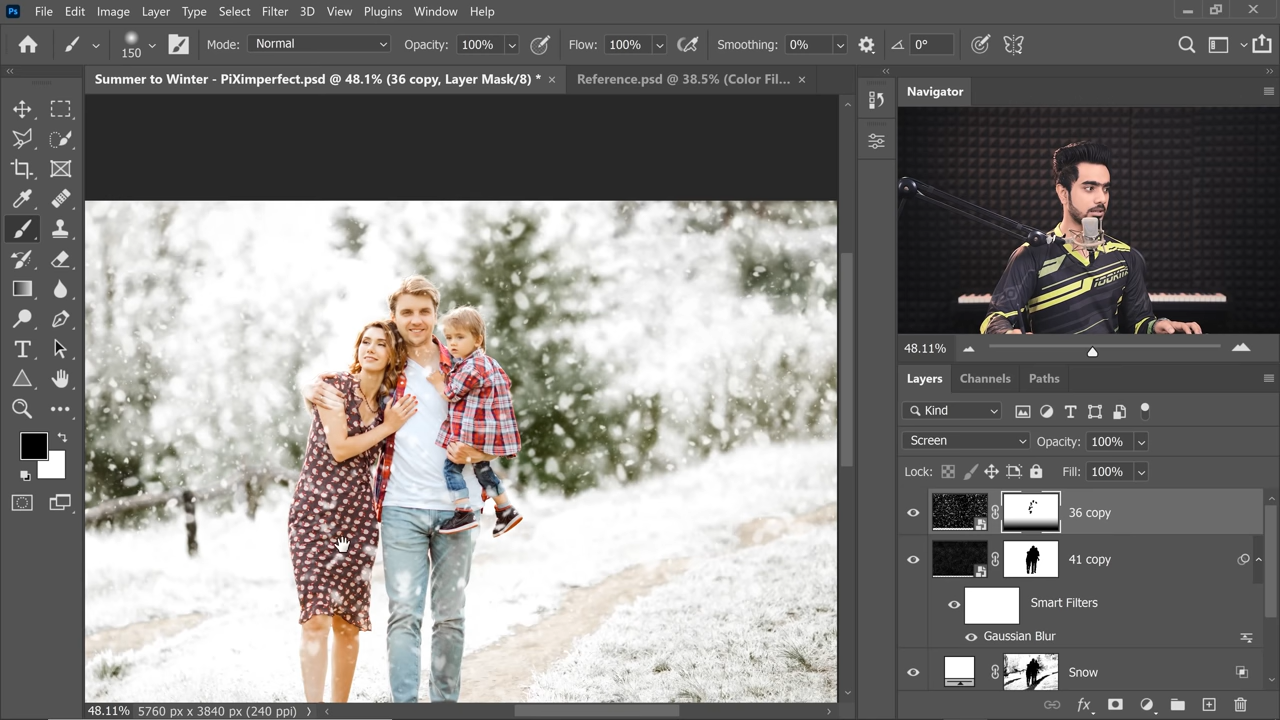 Ps File Edit Image Layer Type Select Filter 3D View Plugins Window Help
150 Mode: Normal Opacity: 100% Flow: 100% Smoothing: 0% 0°
Summer to Winter - PiXimperfect.psd @ 48.1% (36 copy, Layer Mask/8) * × Reference.psd @ 38.5% (Color Fil... ×
Navigator
48.11%
Layers Channels Paths
Kind
Screen Opacity: 100%
Lock: Fill: 100%
36 copy
41 copy
Smart Filters
Gaussian Blur
Snow
fx
48.11% 5760 px x 3840 px (240 ppi)